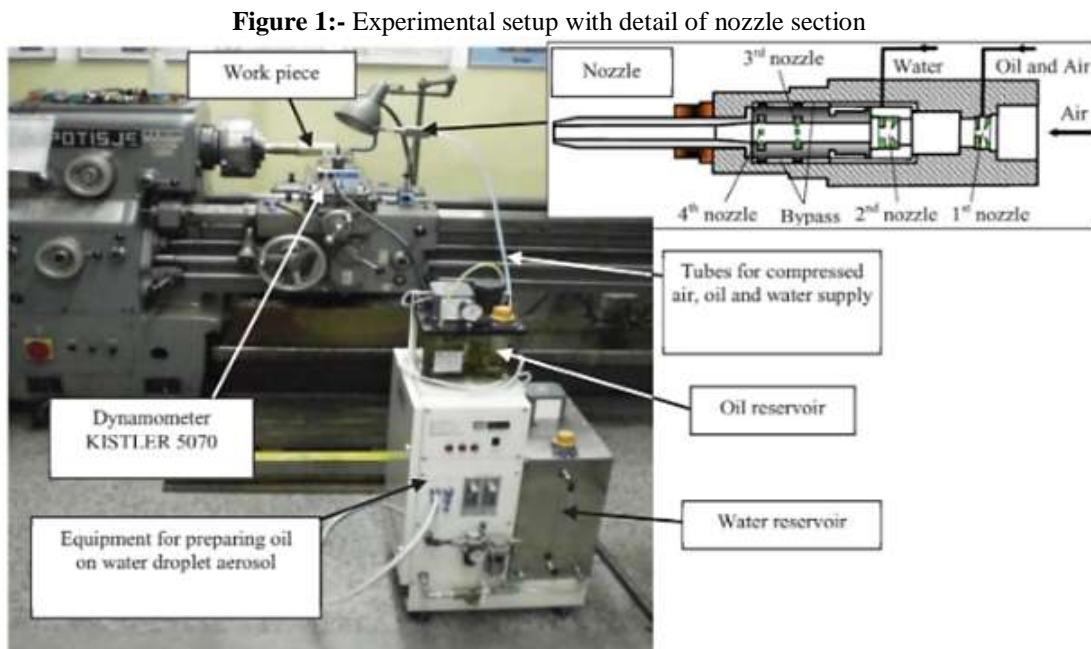 Figure 1:- Experimental setup with detail of nozzle section
Work piece
Nozzle
3rd nozzle
Water
Oil and Air
Air
4th nozzle
Bypass
2nd nozzle
1st nozzle
POTISJE
Tubes for compressed
air, oil and water supply
Oil reservoir
Dynamometer
KISTLER 5070
Equipment for preparing oil
on water droplet aerosol
Water reservoir